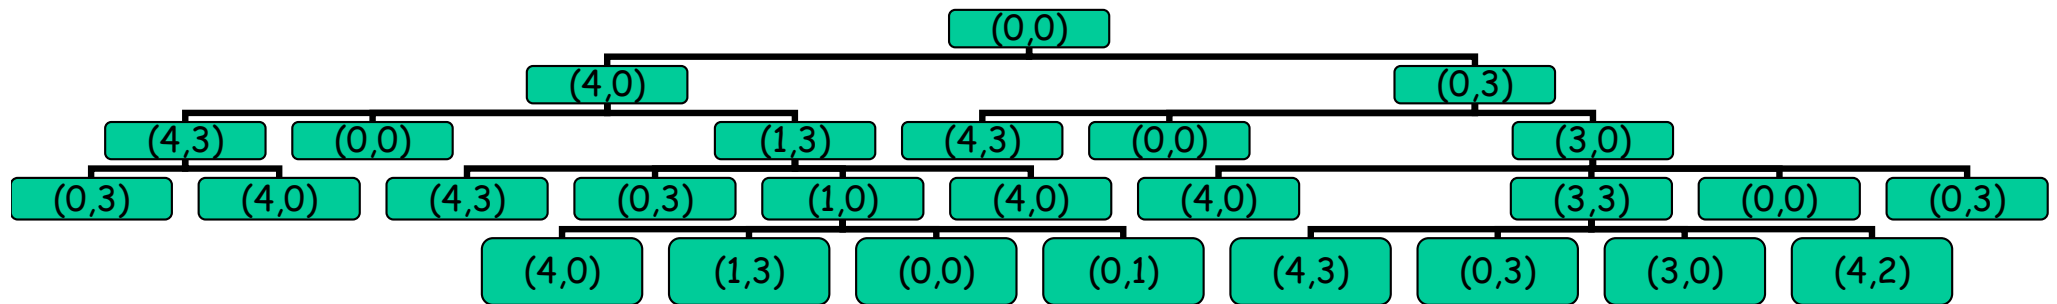 (0,0)
(4,0) (0,3)
(4,3) (0,0) (1,3) (4,3) (0,0) (3,0)
(0,3) (4,0) (4,3) (0,3) (1,0) (4,0) (4,0) (3,3) (0,0) (0,3)
(4,0) (1,3) (0,0) (0,1) (4,3) (0,3) (3,0) (4,2)